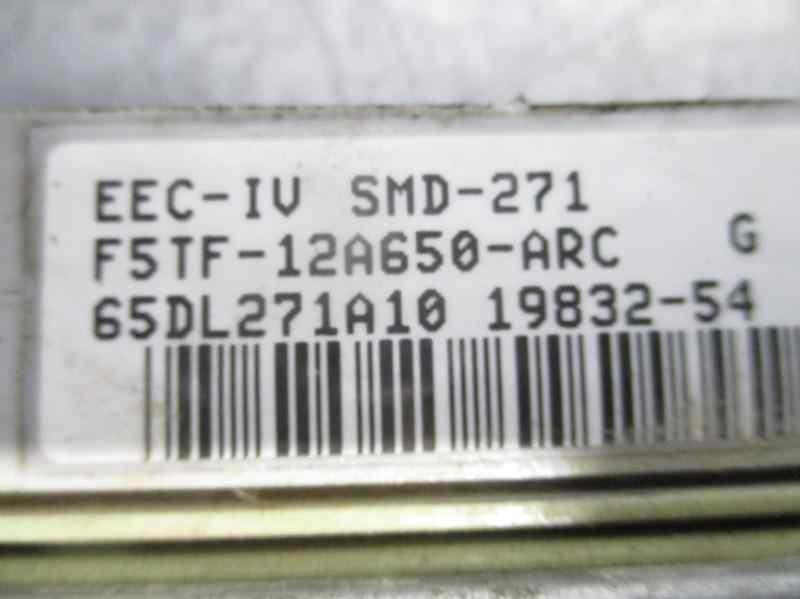 EEC-IV SMD-271
F5TF-12A650-ARC G
65DL271A10 19832-54